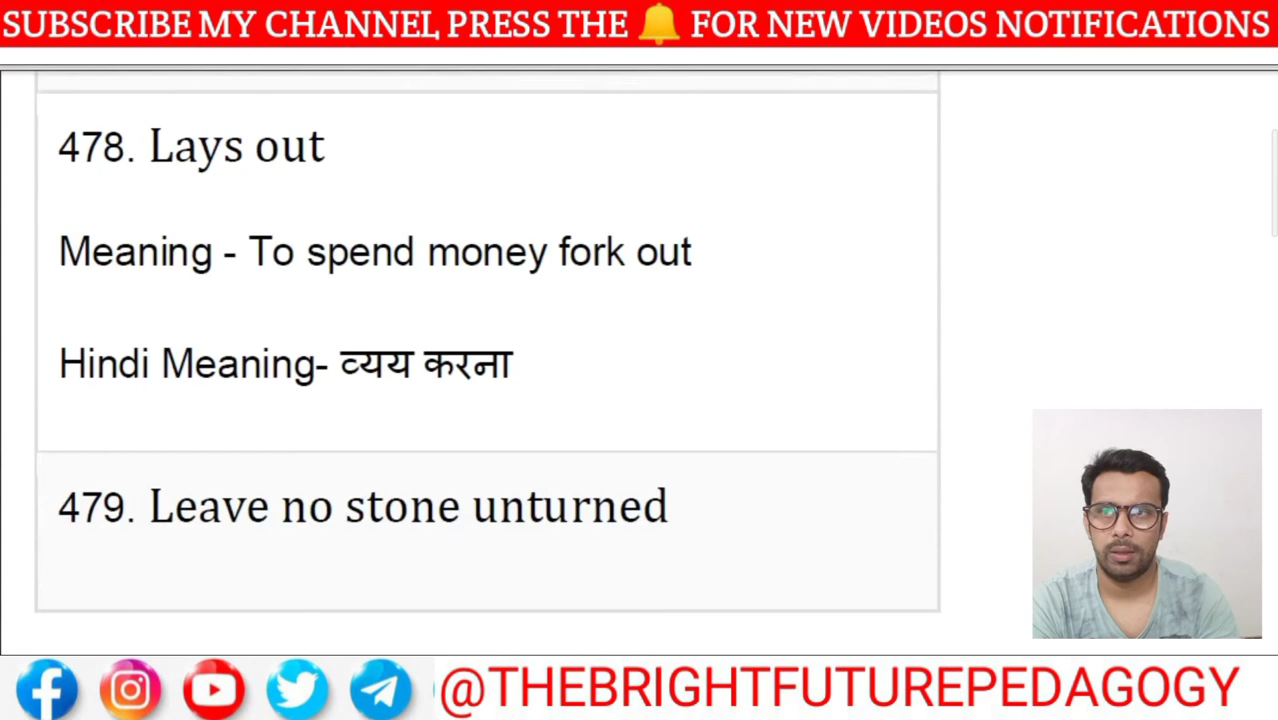 SUBSCRIBE MY CHANNEL, PRESS THE 🔔 FOR NEW VIDEOS NOTIFICATIONS
478. Lays out
Meaning - To spend money fork out
Hindi Meaning- व्यय करना
479. Leave no stone unturned
@THEBRIGHTFUTUREPEDAGOGY